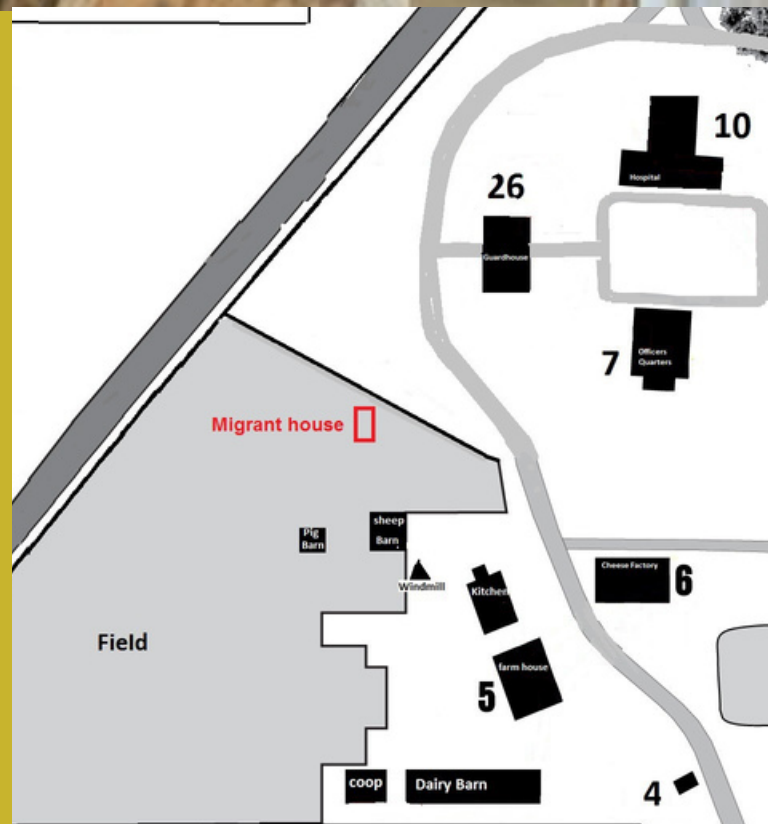 10
Hospital
26
Guardhouse
Officers
Quarters
7
Migrant house
sheep
Barn
Pig
Barn
Windmill
Kitchen
Cheese Factory
6
Field
farm house
5
coop
Dairy Barn
4